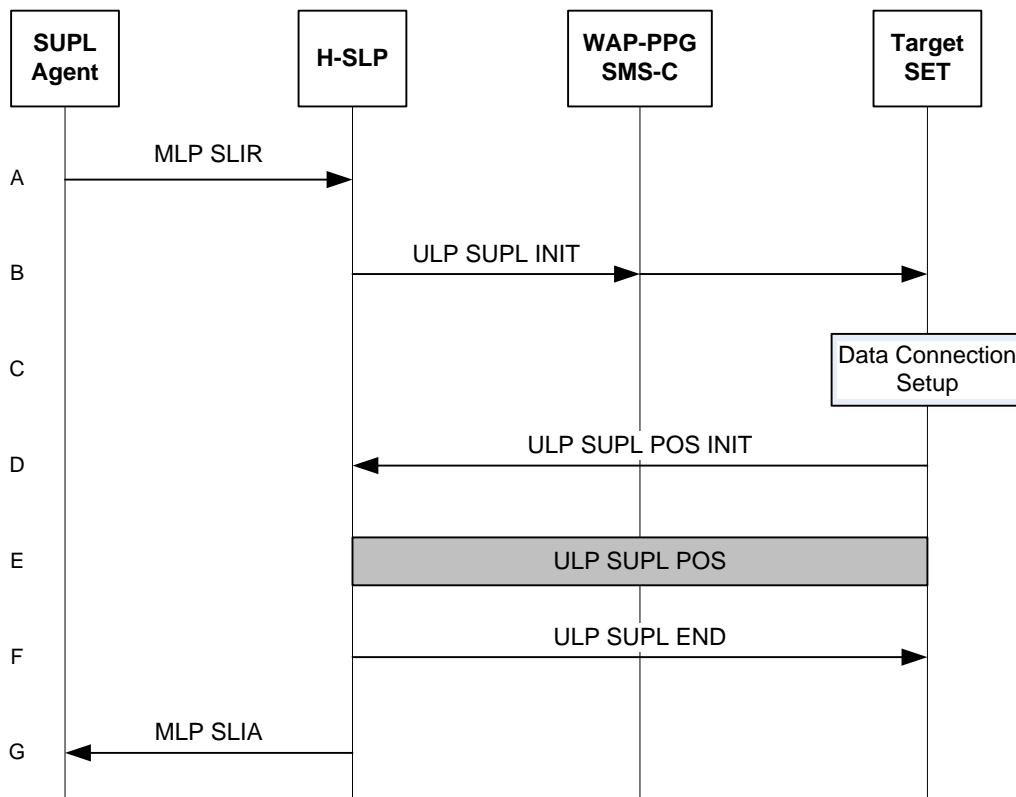 SUPL
Agent
H-SLP
WAP-PPG
SMS-C
Target
SET
MLP SLIR
A
ULP SUPL INIT
B
Data Connection
Setup
C
ULP SUPL POS INIT
D
ULP SUPL POS
E
ULP SUPL END
F
MLP SLIA
G